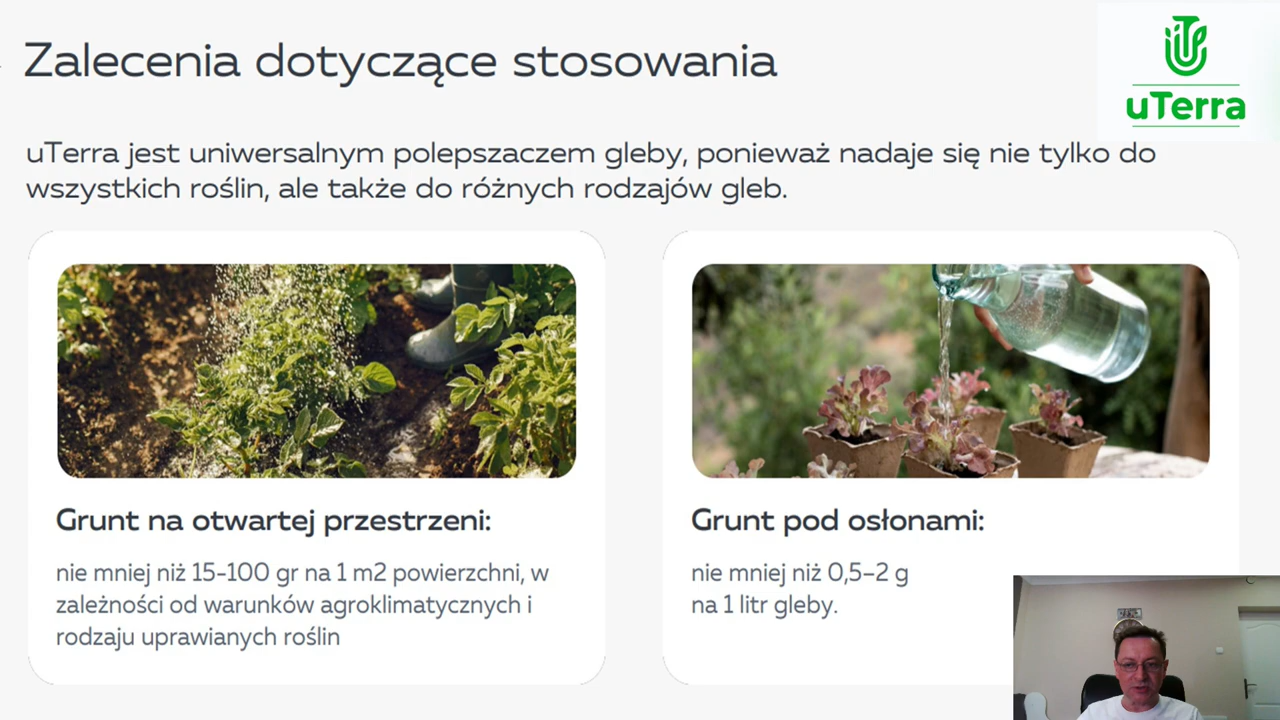 Zalecenia dotyczące stosowania
uTerra
uTerra jest uniwersalnym polepszaczem gleby, ponieważ nadaje się nie tylko do
wszystkich roślin, ale także do różnych rodzajów gleb.
Grunt na otwartej przestrzeni:
nie mniej niż 15-100 gr na 1 m2 powierzchni, w
zależności od warunków agroklimatycznych i
rodzaju uprawianych roślin
Grunt pod osłonami:
nie mniej niż 0,5–2 g
na 1 litr gleby.